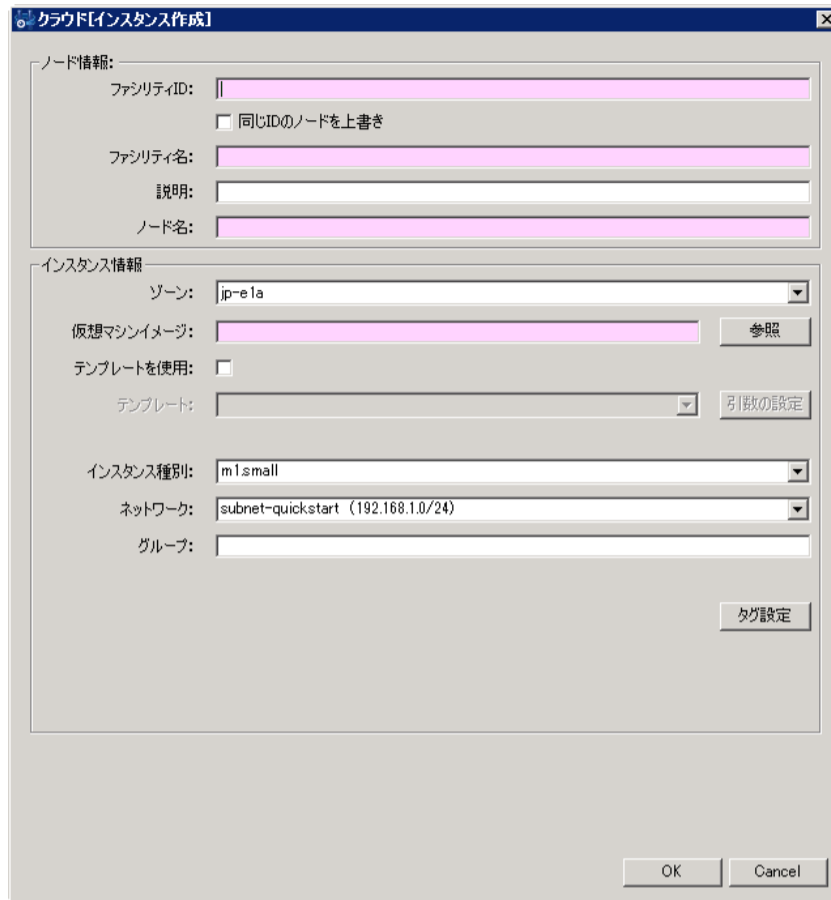 クラウド[インスタンス作成]
ノード情報:
ファシリティID:
同じIDのノードを上書き
ファシリティ名:
説明:
ノード名:
インスタンス情報
ゾーン: jp-e1a
仮想マシンイメージ: 参照
テンプレートを使用:
テンプレート: 引数の設定
インスタンス種別: m1.small
ネットワーク: subnet-quickstart (192.168.1.0/24)
グループ:
タグ設定
OK Cancel